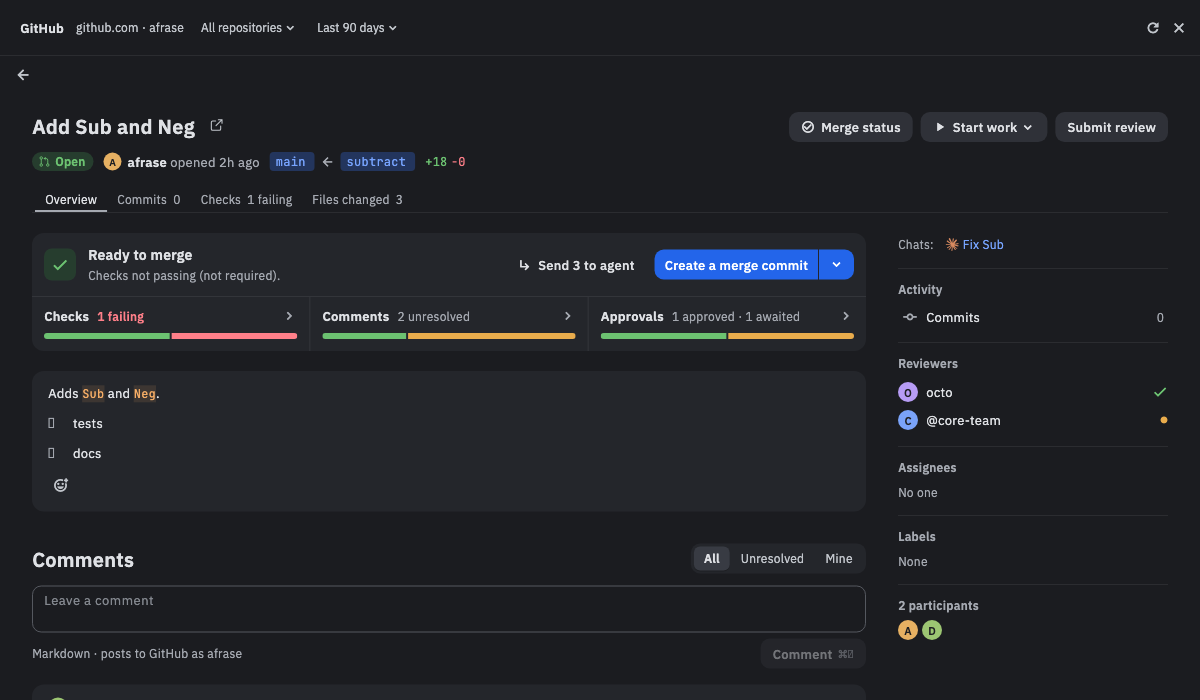 GitHub github.com · afrase All repositories Last 90 days
Add Sub and Neg
Merge status Start work Submit review
Open A afrase opened 2h ago main ← subtract +18 -0
Overview Commits 0 Checks 1 failing Files changed 3
Ready to merge
Checks not passing (not required).
Send 3 to agent Create a merge commit
Checks 1 failing Comments 2 unresolved Approvals 1 approved · 1 awaited
Adds Sub and Neg.
tests
docs
Comments
All Unresolved Mine
Leave a comment
Markdown · posts to GitHub as afrase
Comment
Chats: Fix Sub
Activity
Commits 0
Reviewers
O octo
C @core-team
Assignees
No one
Labels
None
2 participants
A D